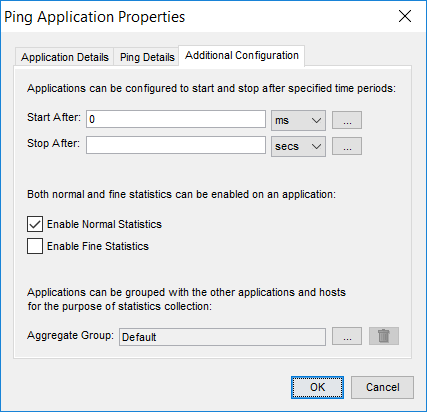 Ping Application Properties
Application Details Ping Details Additional Configuration
Applications can be configured to start and stop after specified time periods:
Start After: 0 ms ...
Stop After: secs ...
Both normal and fine statistics can be enabled on an application:
Enable Normal Statistics
Enable Fine Statistics
Applications can be grouped with the other applications and hosts
for the purpose of statistics collection:
Aggregate Group: Default ...
OK Cancel